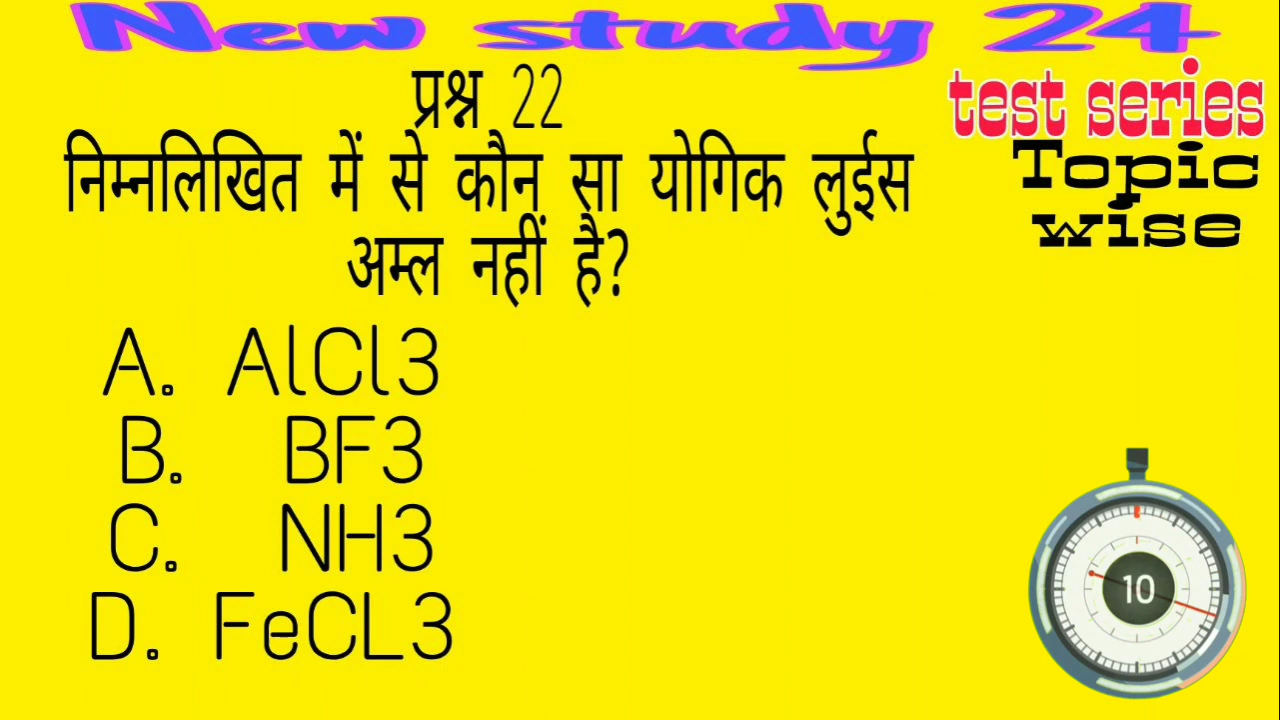 New study 24
test series
Topic
wise
प्रश्न 22
निम्नलिखित में से कौन सा योगिक लुईस
अम्ल नहीं है?
A. AlCl3
B. BF3
C. NH3
D. FeCL3
10